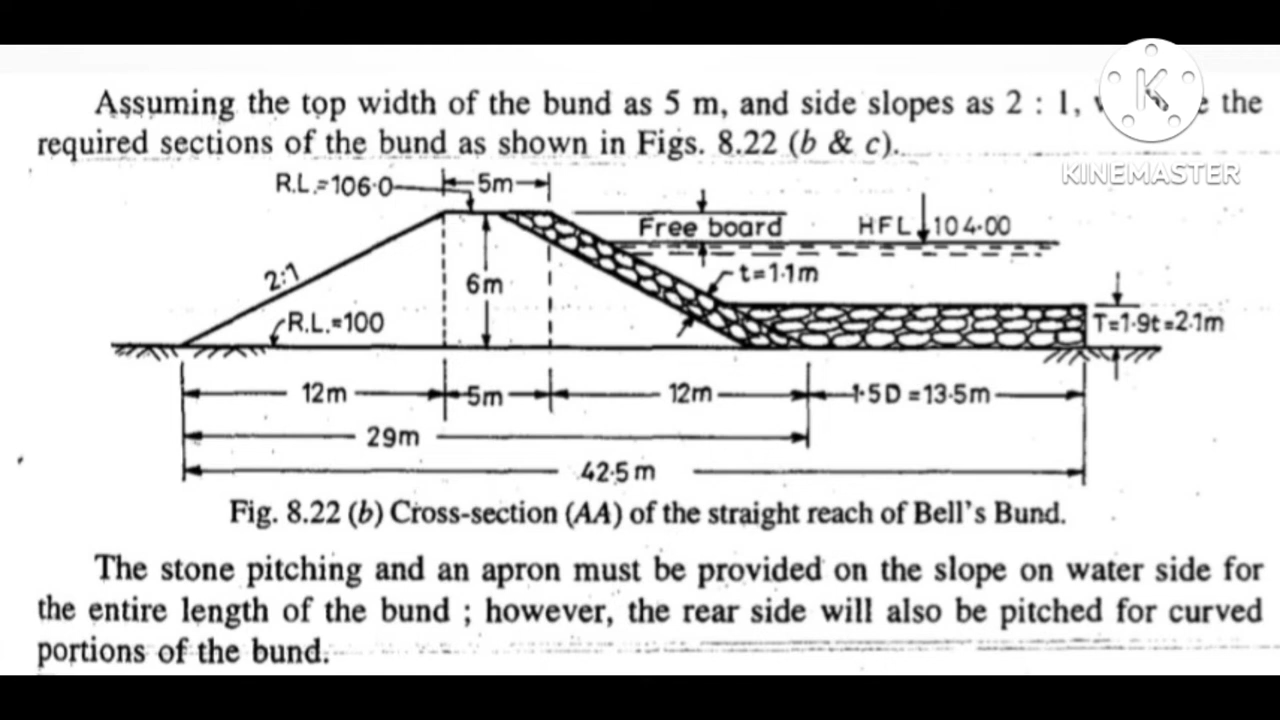 Assuming the top width of the bund as 5 m, and side slopes as 2 : 1, the
required sections of the bund as shown in Figs. 8.22 (b & c).
KINEMASTER
R.L.=106·0
5m
Free board
HFL 104·00
2:1
6m
t=1·1m
R.L.=100
T=1·9t=2·1m
12m
5m
12m
1·5D=13·5m
29m
42·5m
Fig. 8.22 (b) Cross-section (AA) of the straight reach of Bell's Bund.
The stone pitching and an apron must be provided on the slope on water side for
the entire length of the bund ; however, the rear side will also be pitched for curved
portions of the bund.